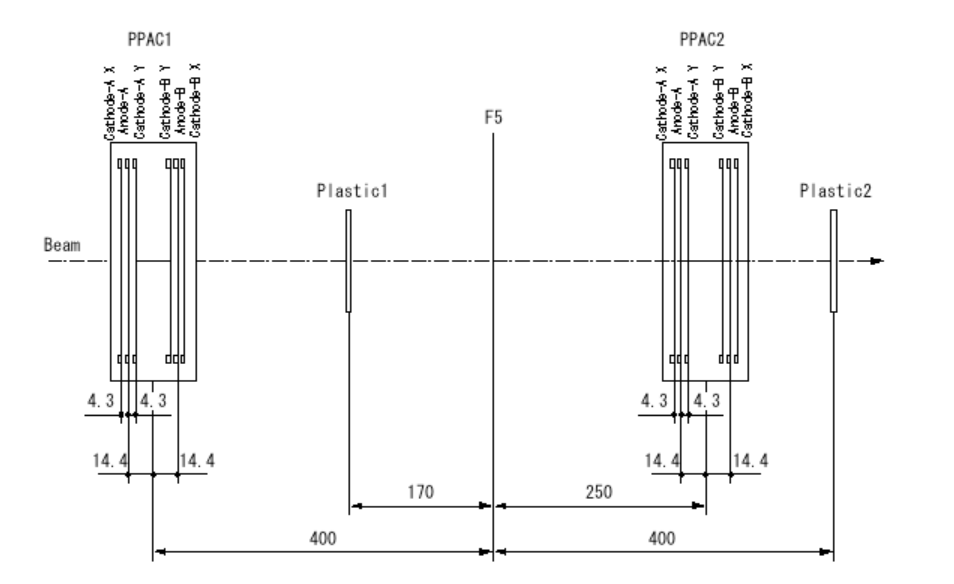 PPAC1
PPAC2
Cathode-A X
Anode-A
Cathode-A Y
Cathode-B Y
Anode-B
Cathode-B X
Cathode-A X
Anode-A
Cathode-A Y
Cathode-B Y
Anode-B
Cathode-B X
F5
Plastic1
Plastic2
Beam
4.3
4.3
4.3
4.3
14.4
14.4
14.4
14.4
170
250
400
400